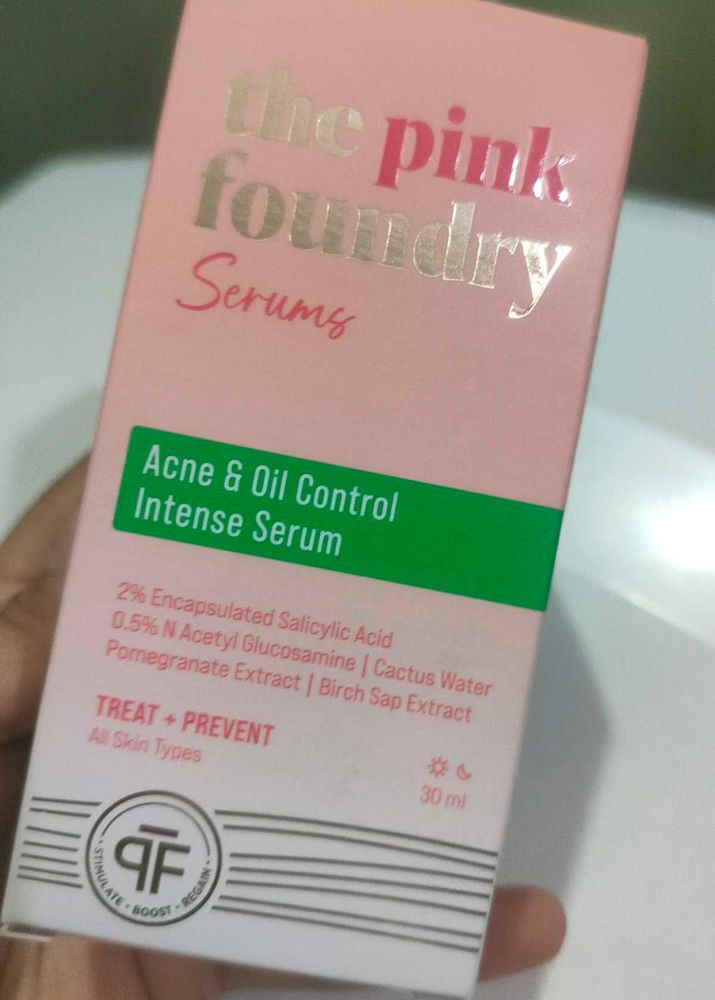 the pink
foundry
Serums
Acne & Oil Control
Intense Serum
2% Encapsulated Salicylic Acid
0.5% N Acetyl Glucosamine | Cactus Water
Pomegranate Extract | Birch Sap Extract
TREAT + PREVENT
All Skin Types
30 ml
PF
• STIMULATE • BOOST • REGAIN •